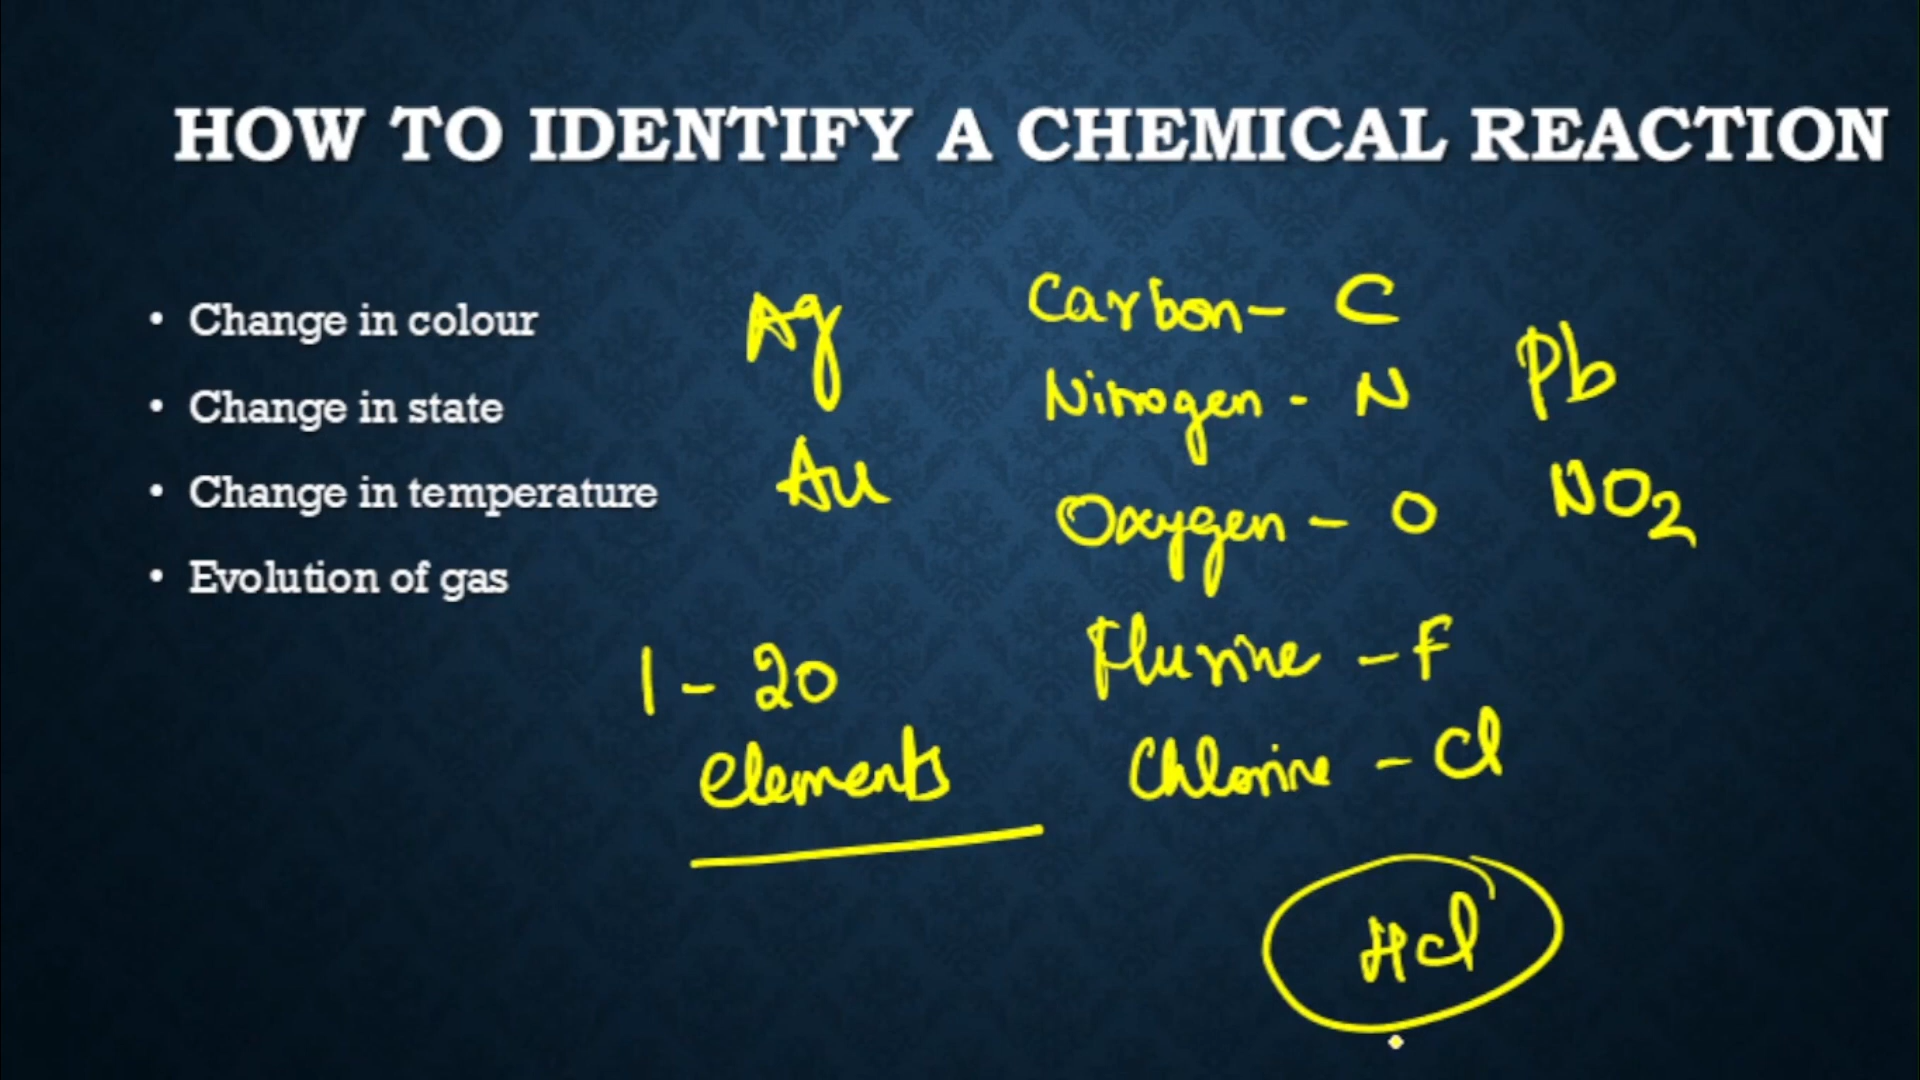 HOW TO IDENTIFY A CHEMICAL REACTION
• Change in colour
• Change in state
• Change in temperature
• Evolution of gas
Ag
Au
1 - 20
elements
Carbon - C
Nitrogen - N
Oxygen - O
Flurine - F
Chlorine - Cl
Pb
NO2
HCl